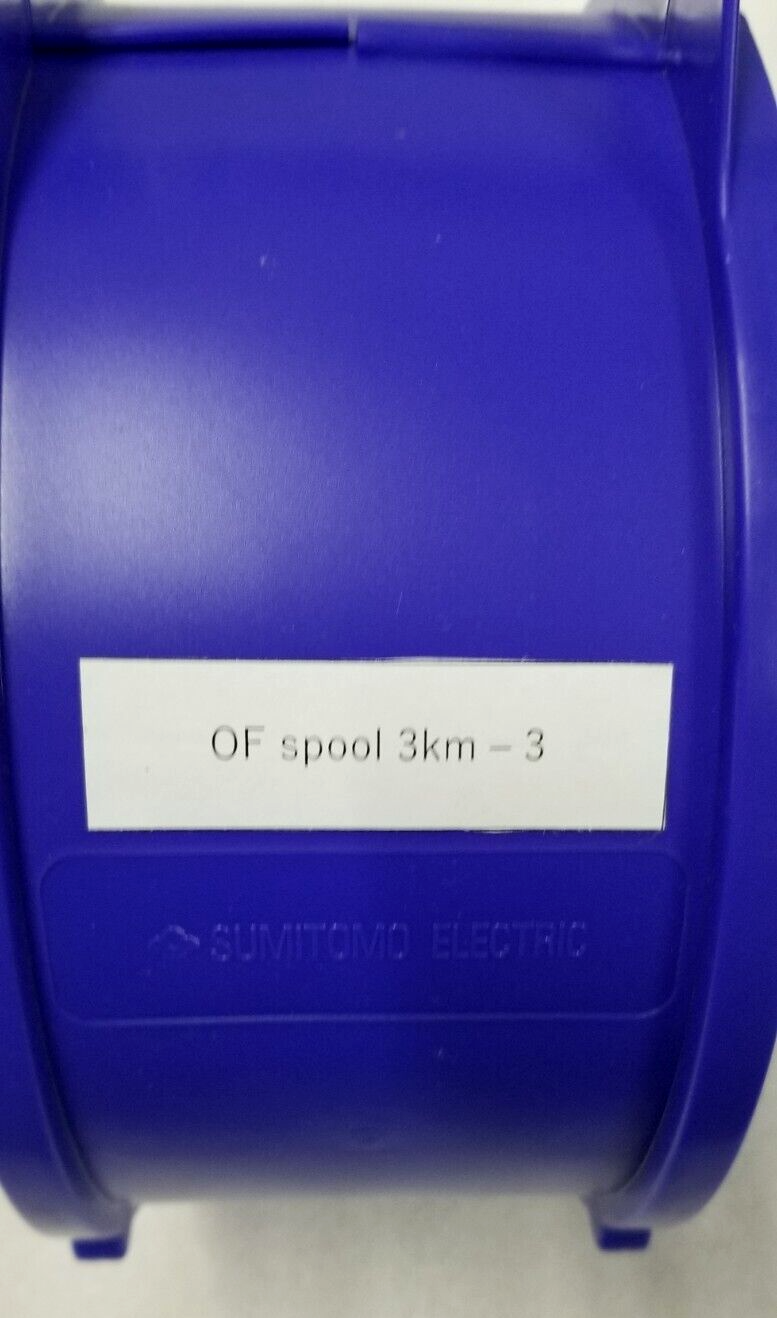 OF spool 3km – 3
SUMITOMO ELECTRIC